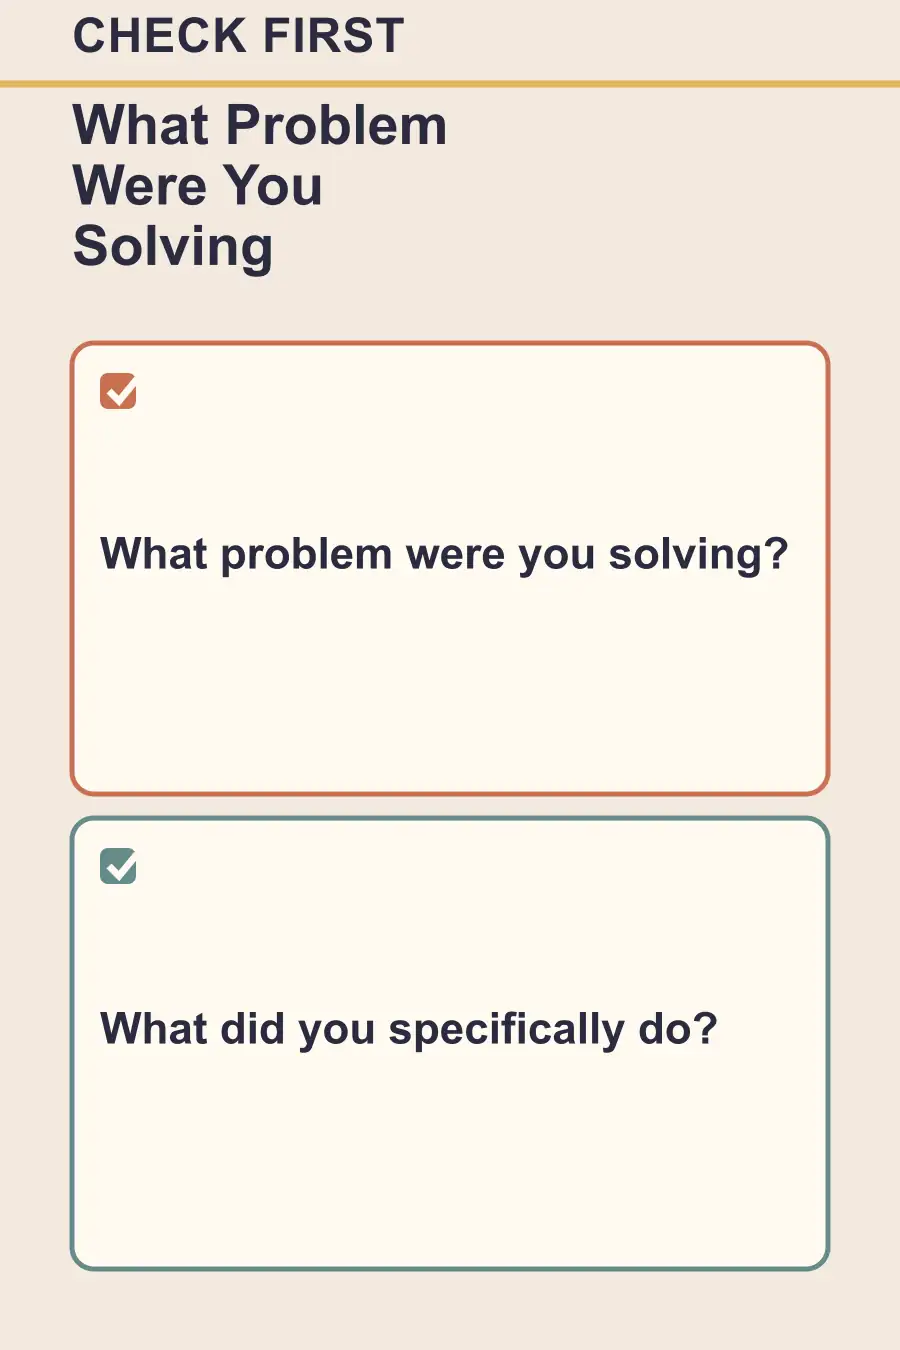 CHECK FIRST
What Problem
Were You
Solving
What problem were you solving?
What did you specifically do?